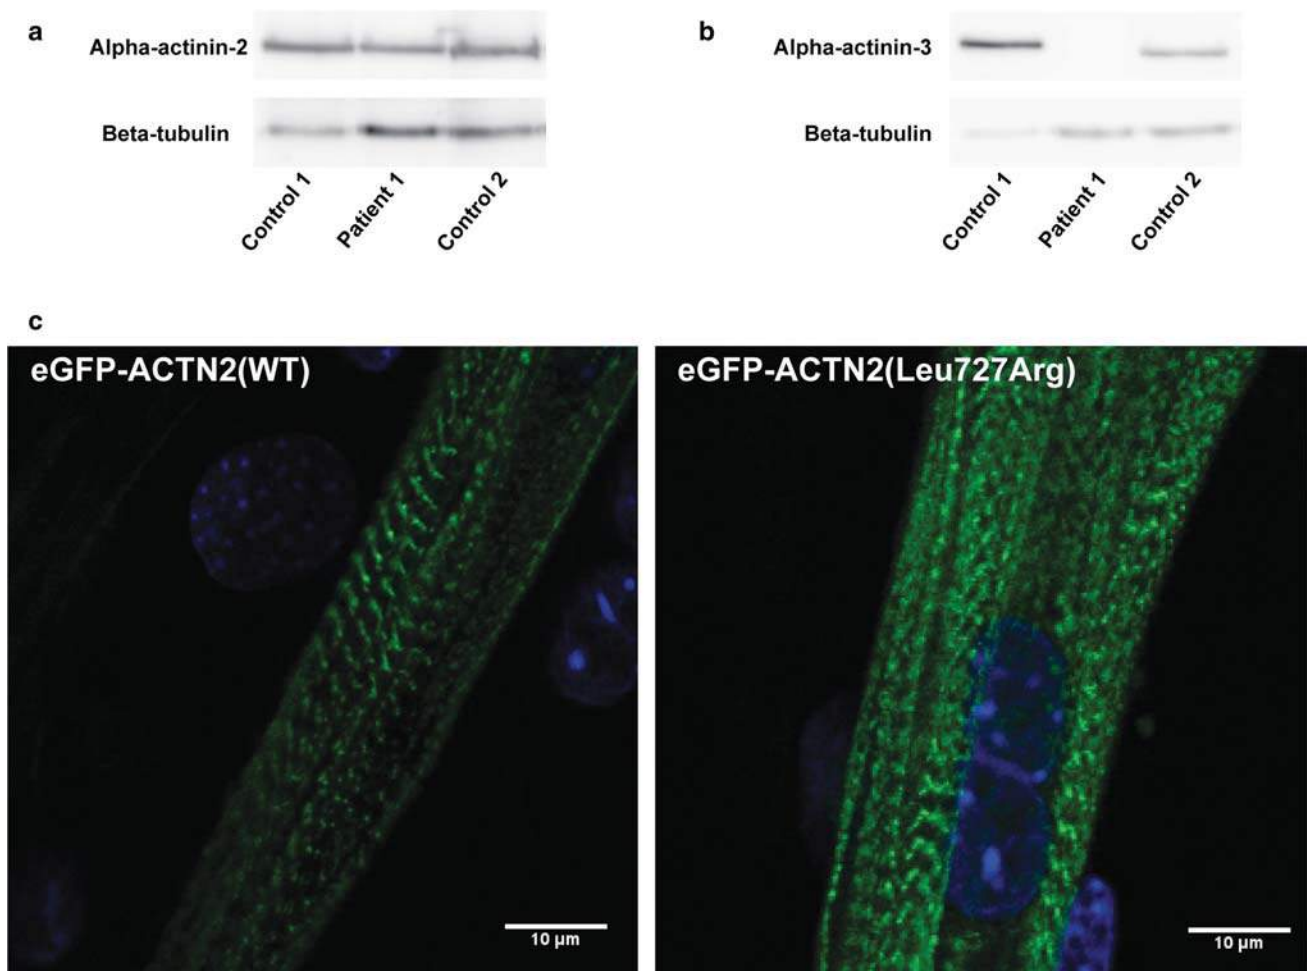 a
Alpha-actinin-2
Beta-tubulin
Control 1
Patient 1
Control 2
b
Alpha-actinin-3
Beta-tubulin
Control 1
Patient 1
Control 2
c
eGFP-ACTN2(WT)
10 µm
eGFP-ACTN2(Leu727Arg)
10 µm